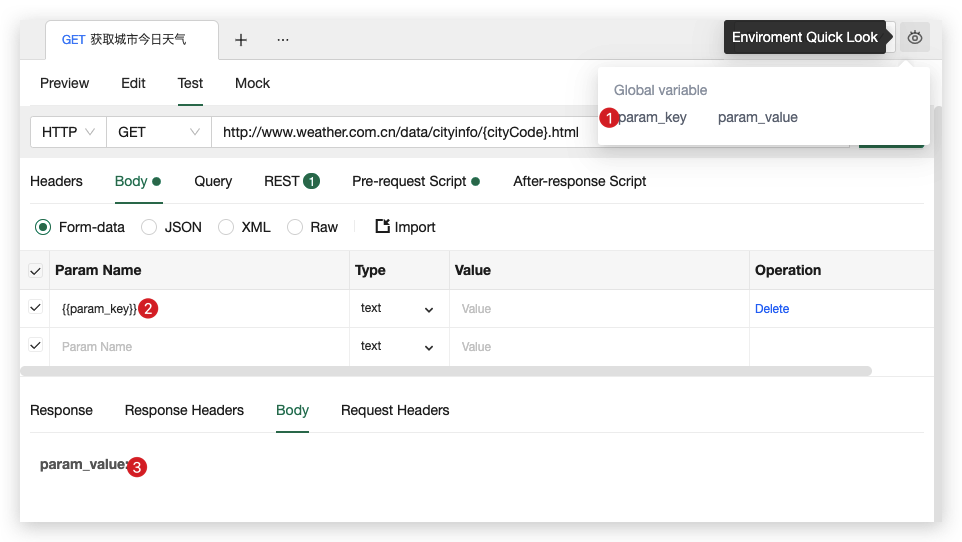 GET 获取城市今日天气 + ...
Enviroment Quick Look
Preview Edit Test Mock
Global variable
1 param_key param_value
HTTP GET http://www.weather.com.cn/data/cityinfo/{cityCode}.html
Headers Body Query REST 1 Pre-request Script After-response Script
Form-data JSON XML Raw Import
Param Name Type Value Operation
{{param_key}} 2 text Value Delete
Param Name text Value
Response Response Headers Body Request Headers
param_value: 3